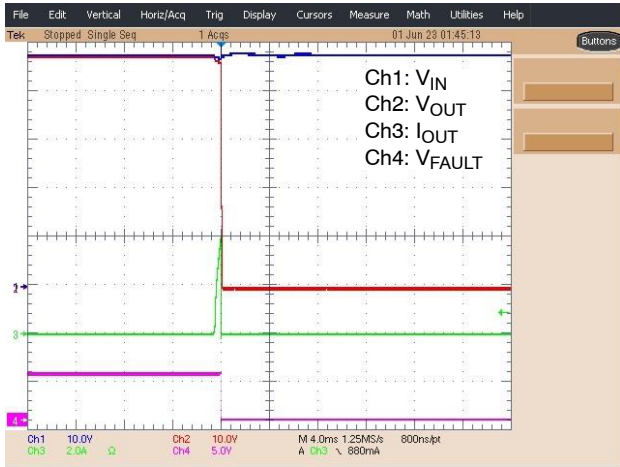 File Edit Vertical Horiz/Acq Trig Display Cursors Measure Math Utilities Help
Tek Stopped Single Seq 1 Acqs 01 Jun 23 01:45:13
Buttons
Ch1: VIN
Ch2: VOUT
Ch3: IOUT
Ch4: VFAULT
3
4
Ch1 10.0V Ch2 10.0V M 4.0ms 1.25MS/s 800ns/pt
Ch3 2.0A Ω Ch4 5.0V A Ch3 ∖ 880mA